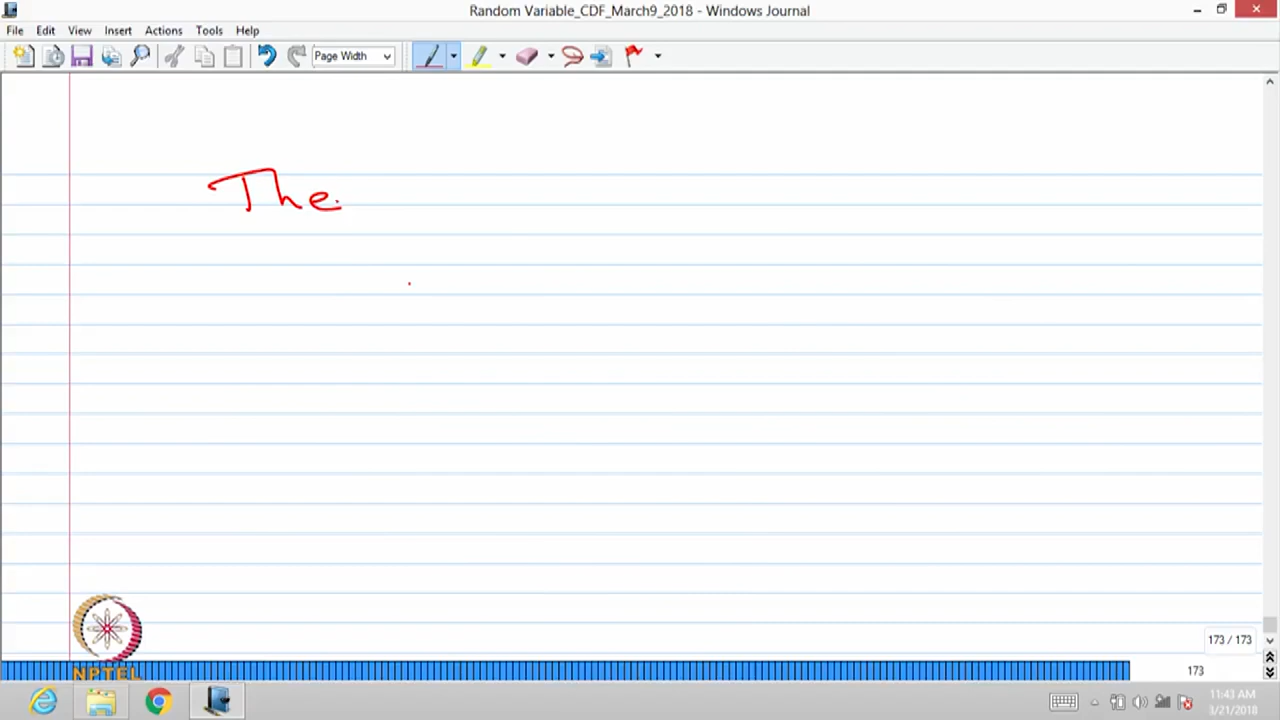 Random Variable_CDF_March9_2018 - Windows Journal
File Edit View Insert Actions Tools Help
Page Width
The
173 / 173
NPTEL
173
11:43 AM
3/21/2018